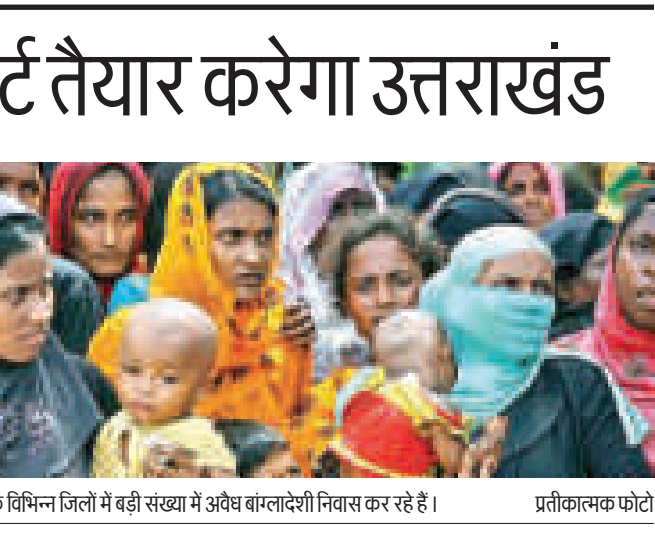 र्ट तैयार करेगा उत्तराखंड
के विभिन्न जिलों में बड़ी संख्या में अवैध बांग्लादेशी निवास कर रहे हैं। प्रतीकात्मक फोटो